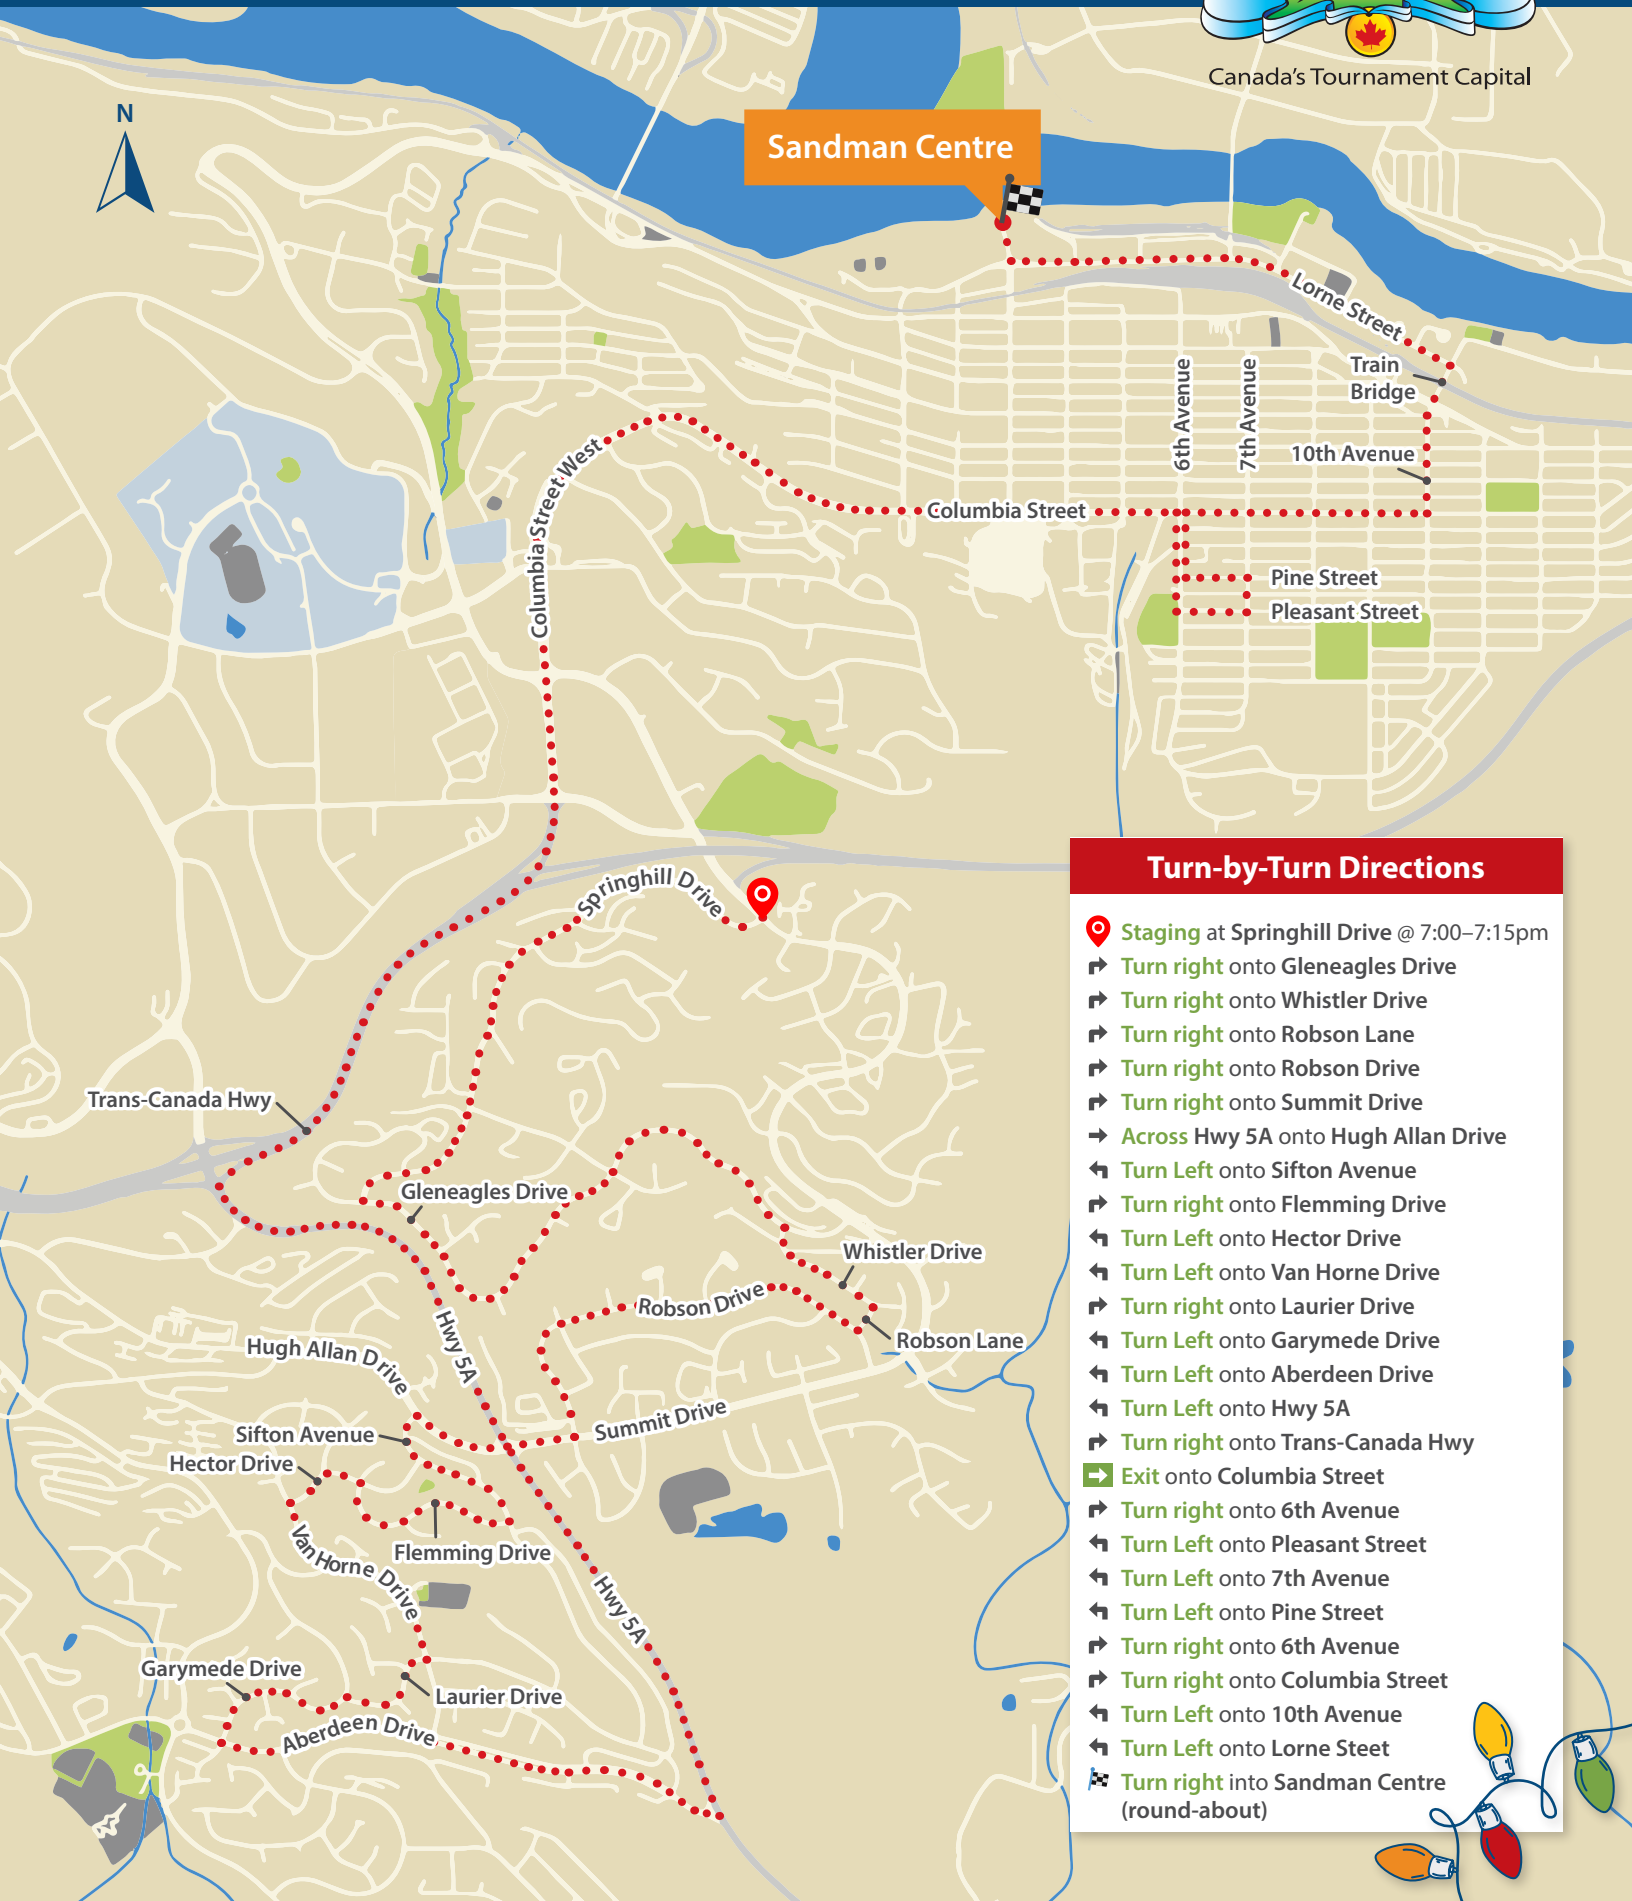 Canada's Tournament Capital
N
Sandman Centre
Lorne Street
Train
Bridge
6th Avenue
7th Avenue
10th Avenue
Columbia Street West
Columbia Street
Pine Street
Pleasant Street
Springhill Drive
Trans-Canada Hwy
Gleneagles Drive
Whistler Drive
Robson Drive
Robson Lane
Hwy 5A
Hugh Allan Drive
Summit Drive
Sifton Avenue
Hector Drive
Flemming Drive
Van Horne Drive
Hwy 5A
Garymede Drive
Laurier Drive
Aberdeen Drive
Turn-by-Turn Directions
Staging at Springhill Drive @ 7:00–7:15pm
Turn right onto Gleneagles Drive
Turn right onto Whistler Drive
Turn right onto Robson Lane
Turn right onto Robson Drive
Turn right onto Summit Drive
Across Hwy 5A onto Hugh Allan Drive
Turn Left onto Sifton Avenue
Turn right onto Flemming Drive
Turn Left onto Hector Drive
Turn Left onto Van Horne Drive
Turn right onto Laurier Drive
Turn Left onto Garymede Drive
Turn Left onto Aberdeen Drive
Turn Left onto Hwy 5A
Turn right onto Trans-Canada Hwy
Exit onto Columbia Street
Turn right onto 6th Avenue
Turn Left onto Pleasant Street
Turn Left onto 7th Avenue
Turn Left onto Pine Street
Turn right onto 6th Avenue
Turn right onto Columbia Street
Turn Left onto 10th Avenue
Turn Left onto Lorne Steet
Turn right into Sandman Centre
(round-about)